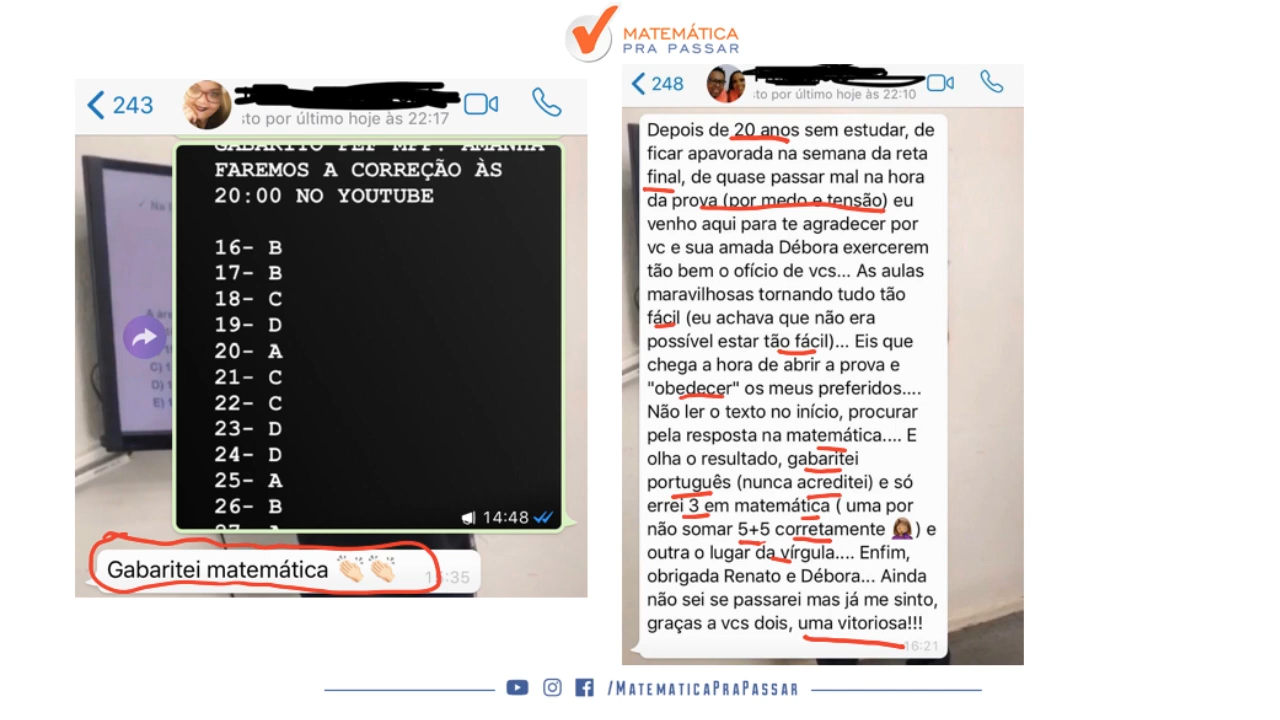 MATEMÁTICA
PRA PASSAR
243
sto por último hoje às 22:17
FAREMOS A CORREÇÃO ÀS
20:00 NO YOUTUBE
16- B
17- B
18- C
19- D
20- A
21- C
22- C
23- D
24- D
25- A
26- B
14:48
Gabaritei matemática 👏🏻👏🏻
15:35
248
sto por último hoje às 22:10
Depois de 20 anos sem estudar, de
ficar apavorada na semana da reta
final, de quase passar mal na hora
da prova (por medo e tensão) eu
venho aqui para te agradecer por
vc e sua amada Débora exercerem
tão bem o ofício de vcs... As aulas
maravilhosas tornando tudo tão
fácil (eu achava que não era
possível estar tão fácil)... Eis que
chega a hora de abrir a prova e
"obedecer" os meus preferidos....
Não ler o texto no início, procurar
pela resposta na matemática.... E
olha o resultado, gabaritei
português (nunca acreditei) e só
errei 3 em matemática ( uma por
não somar 5+5 corretamente 🤦🏽‍♀️) e
outra o lugar da vírgula.... Enfim,
obrigada Renato e Débora... Ainda
não sei se passarei mas já me sinto,
graças a vcs dois, uma vitoriosa!!!
16:21
/MATEMATICAPRAPASSAR